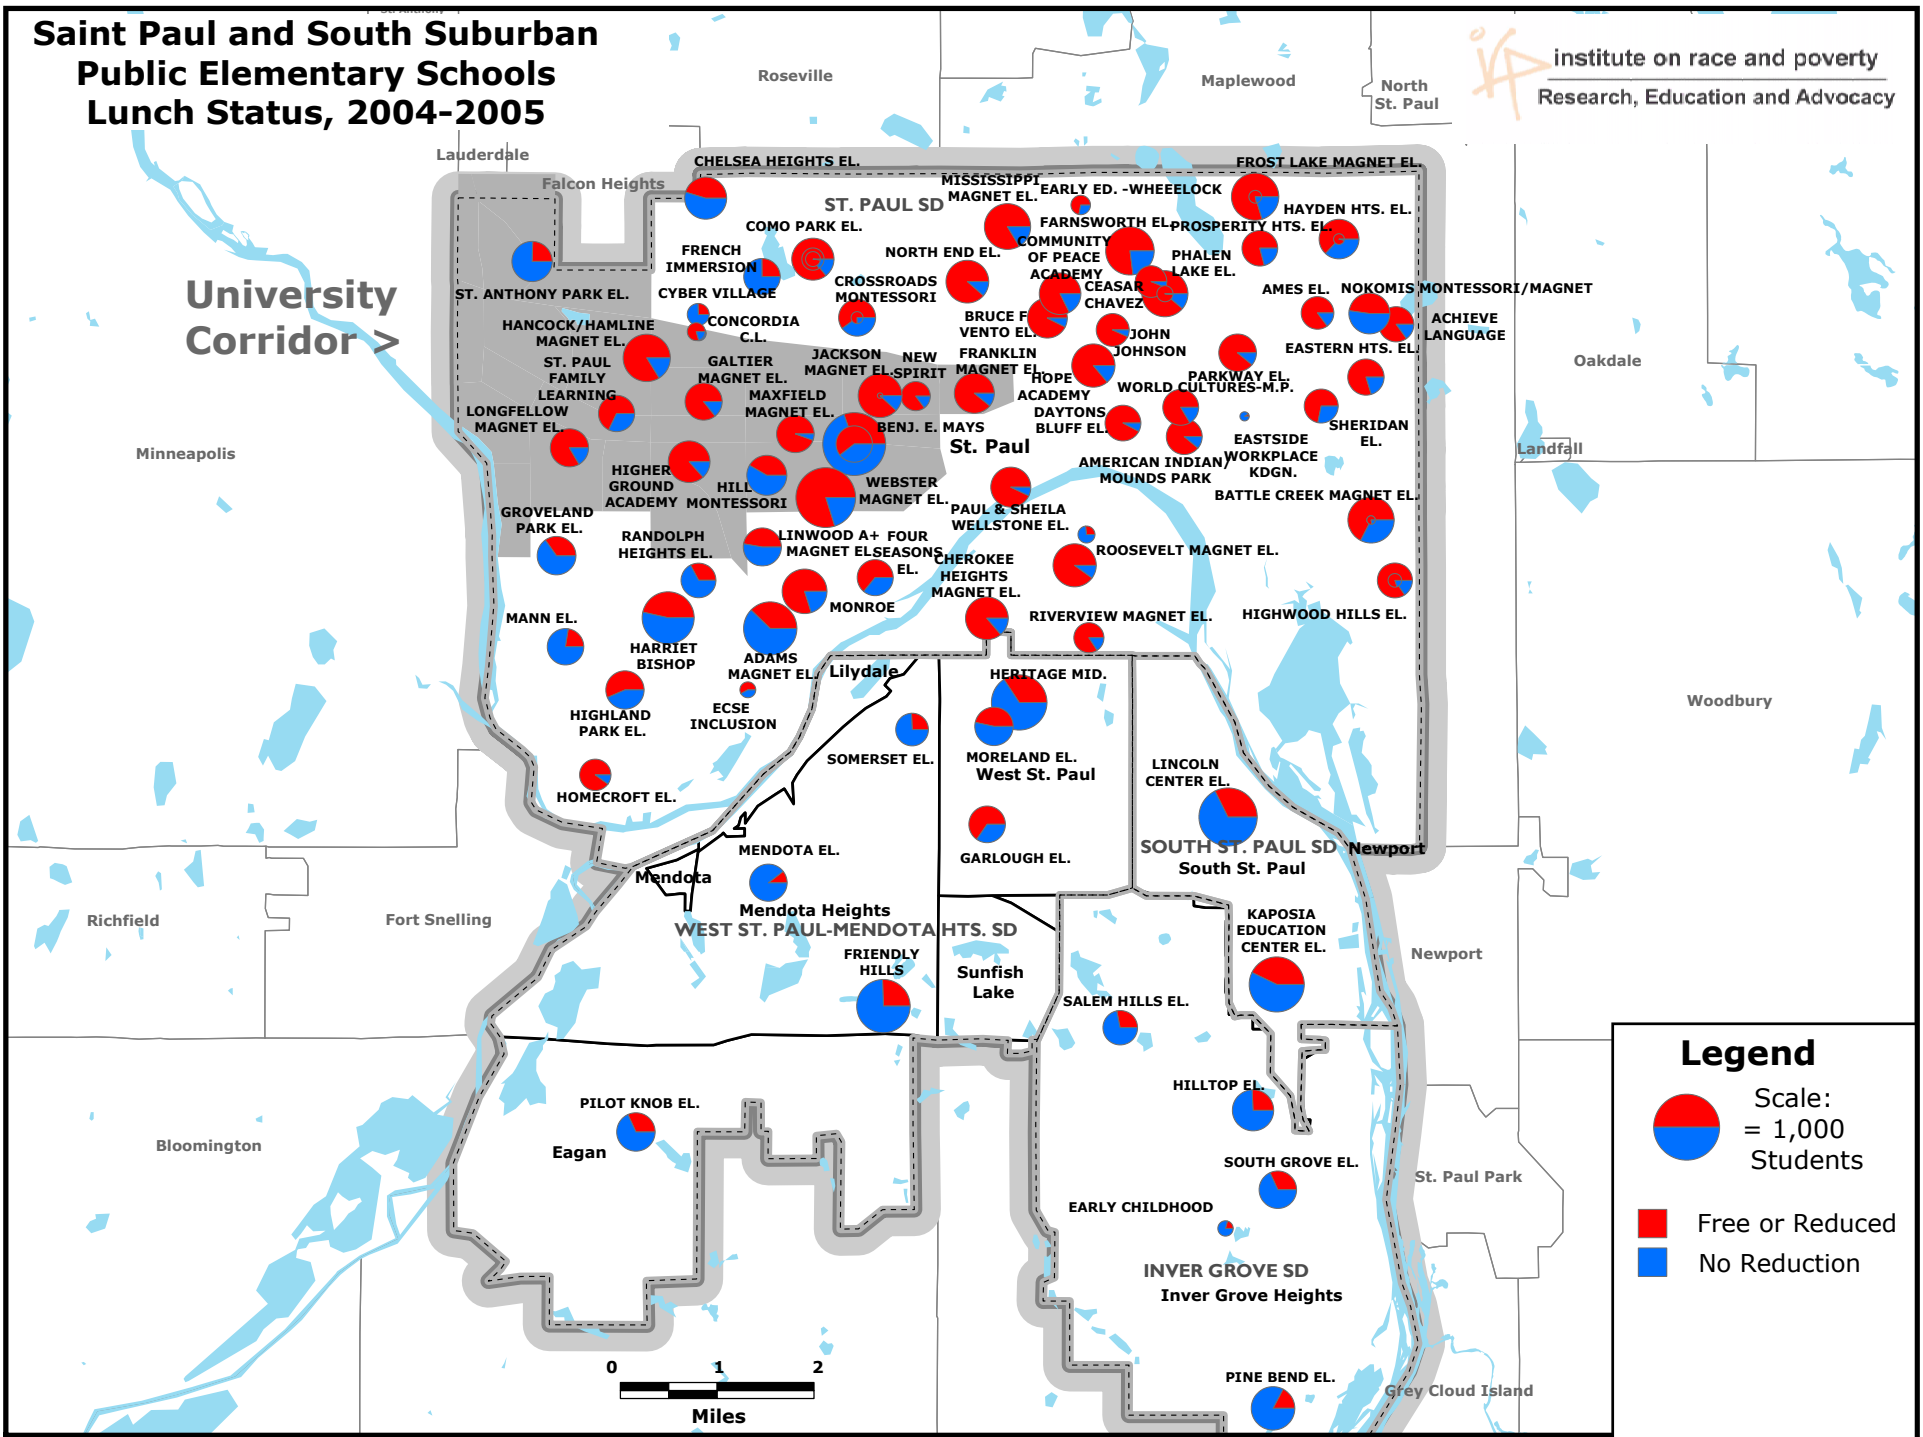 Saint Paul and South Suburban
Public Elementary Schools
Lunch Status, 2004-2005
institute on race and poverty
Research, Education and Advocacy
Roseville
Maplewood
North
St. Paul
Lauderdale
Falcon Heights
CHELSEA HEIGHTS EL.
FROST LAKE MAGNET EL.
MISSISSIPPI
MAGNET EL.
EARLY ED. -WHEEELOCK
ST. PAUL SD
HAYDEN HTS. EL.
COMO PARK EL.
FARNSWORTH EL.
PROSPERITY HTS. EL.
FRENCH
IMMERSION
NORTH END EL.
COMMUNITY
OF PEACE
ACADEMY
PHALEN
LAKE EL.
University
Corridor >
ST. ANTHONY PARK EL.
CYBER VILLAGE
CROSSROADS
MONTESSORI
CEASAR
CHAVEZ
AMES EL.
NOKOMIS MONTESSORI/MAGNET
HANCOCK/HAMLINE
MAGNET EL.
CONCORDIA
C.L.
BRUCE F
VENTO EL.
JOHN
JOHNSON
ACHIEVE
LANGUAGE
EASTERN HTS. EL.
ST. PAUL
FAMILY
LEARNING
GALTIER
MAGNET EL.
JACKSON
MAGNET EL.
NEW
SPIRIT
FRANKLIN
MAGNET EL.
Oakdale
HOPE
ACADEMY
PARKWAY EL.
WORLD CULTURES-M.P.
MAXFIELD
MAGNET EL.
LONGFELLOW
MAGNET EL.
DAYTONS
BLUFF EL.
BENJ. E. MAYS
St. Paul
SHERIDAN
EL.
EASTSIDE
WORKPLACE
KDGN.
Minneapolis
Landfall
HIGHER
GROUND
ACADEMY
HILL
MONTESSORI
AMERICAN INDIAN/
MOUNDS PARK
WEBSTER
MAGNET EL.
BATTLE CREEK MAGNET EL.
GROVELAND
PARK EL.
PAUL & SHEILA
WELLSTONE EL.
RANDOLPH
HEIGHTS EL.
LINWOOD A+
MAGNET EL.
FOUR
SEASONS
EL.
ROOSEVELT MAGNET EL.
CHEROKEE
HEIGHTS
MAGNET EL.
MONROE
MANN EL.
RIVERVIEW MAGNET EL.
HIGHWOOD HILLS EL.
HARRIET
BISHOP
ADAMS
MAGNET EL.
Lilydale
HERITAGE MID.
HIGHLAND
PARK EL.
ECSE
INCLUSION
Woodbury
SOMERSET EL.
MORELAND EL.
West St. Paul
LINCOLN
CENTER EL.
HOMECROFT EL.
MENDOTA EL.
GARLOUGH EL.
SOUTH ST. PAUL SD
South St. Paul
Newport
Mendota
Mendota Heights
WEST ST. PAUL-MENDOTA HTS. SD
Richfield
Fort Snelling
KAPOSIA
EDUCATION
CENTER EL.
Newport
FRIENDLY
HILLS
Sunfish
Lake
SALEM HILLS EL.
HILLTOP EL.
PILOT KNOB EL.
Eagan
Bloomington
SOUTH GROVE EL.
St. Paul Park
EARLY CHILDHOOD
INVER GROVE SD
Inver Grove Heights
PINE BEND EL.
Grey Cloud Island
0 1 2
Miles
Legend
Scale:
= 1,000
Students
Free or Reduced
No Reduction